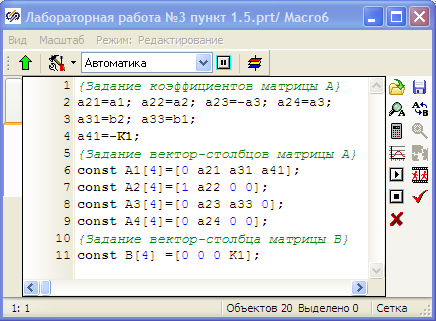 Лабораторная работа №3 пункт 1.5.prt/ Macro6
Вид Масштаб Режим: Редактирование
Автоматика
1 {Задание коэффициентов матрицы A}
2 a21=a1; a22=a2; a23=-a3; a24=a3;
3 a31=b2; a33=b1;
4 a41=-K1;
5 {Задание вектор-столбцов матрицы A}
6 const A1[4]=[0 a21 a31 a41];
7 const A2[4]=[1 a22 0 0];
8 const A3[4]=[0 a23 a33 0];
9 const A4[4]=[0 a24 0 0];
10 {Задание вектор-столбца матрицы B}
11 const B[4] =[0 0 0 K1];
1: 1 Объектов 20 Выделено 0 Сетка